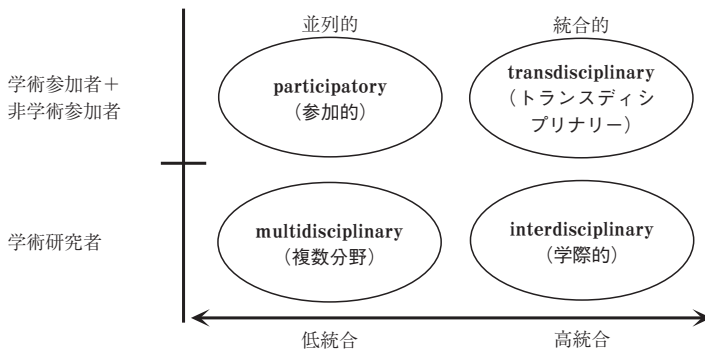 並列的 統合的
学術参加者＋
非学術参加者
participatory
（参加的）
transdisciplinary
（トランスディシ
プリナリー）
学術研究者
multidisciplinary
（複数分野）
interdisciplinary
（学際的）
低統合 高統合